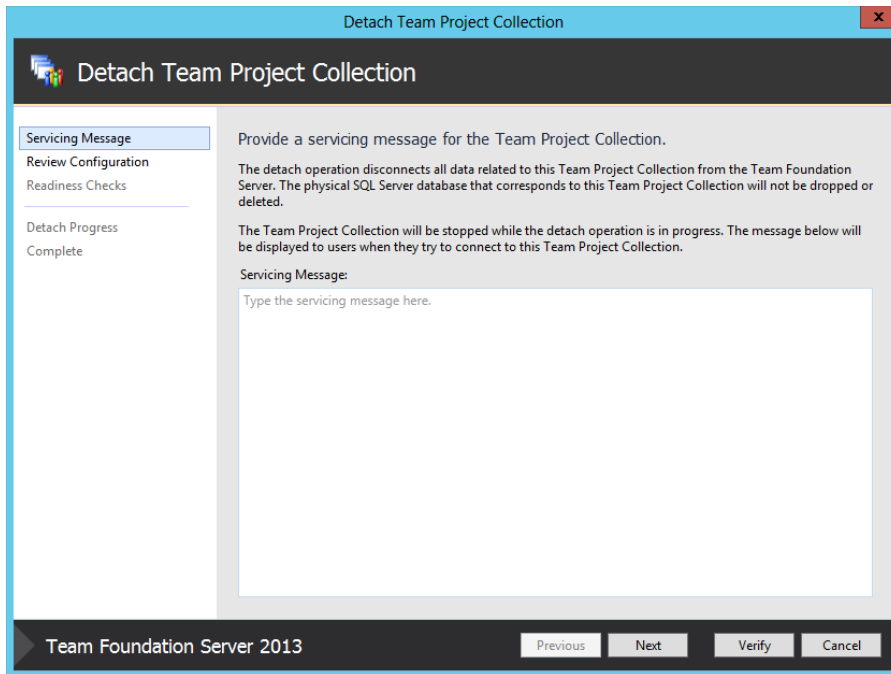 Detach Team Project Collection
x
Detach Team Project Collection
Servicing Message
Review Configuration
Readiness Checks
Detach Progress
Complete
Provide a servicing message for the Team Project Collection.
The detach operation disconnects all data related to this Team Project Collection from the Team Foundation
Server. The physical SQL Server database that corresponds to this Team Project Collection will not be dropped or
deleted.
The Team Project Collection will be stopped while the detach operation is in progress. The message below will
be displayed to users when they try to connect to this Team Project Collection.
Servicing Message:
Type the servicing message here.
Team Foundation Server 2013
Previous
Next
Verify
Cancel